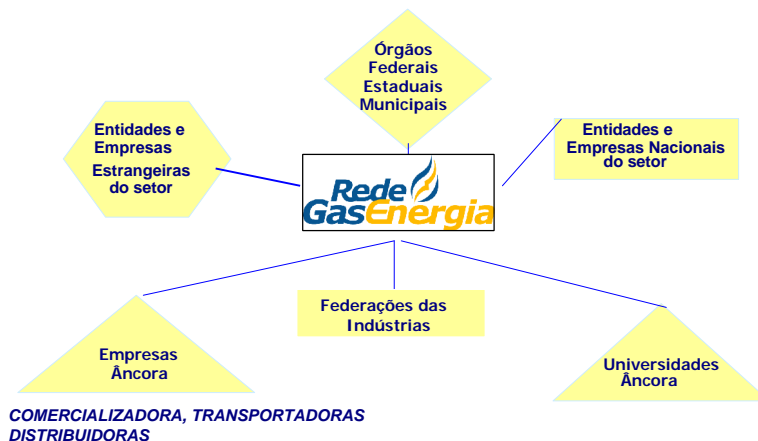 Órgãos
Federais
Estaduais
Municipais
Entidades e
Empresas
Estrangeiras
do setor
Entidades e
Empresas Nacionais
do setor
Rede
GasEnergia
Federações das
Indústrias
Empresas
Âncora
Universidades
Âncora
COMERCIALIZADORA, TRANSPORTADORAS
DISTRIBUIDORAS